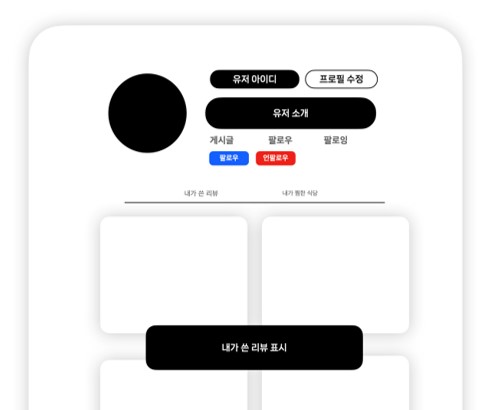 유저 아이디 프로필 수정
유저 소개
게시글 팔로우 팔로잉
팔로우 언팔로우
내가 쓴 리뷰 내가 찜한 식당
내가 쓴 리뷰 표시